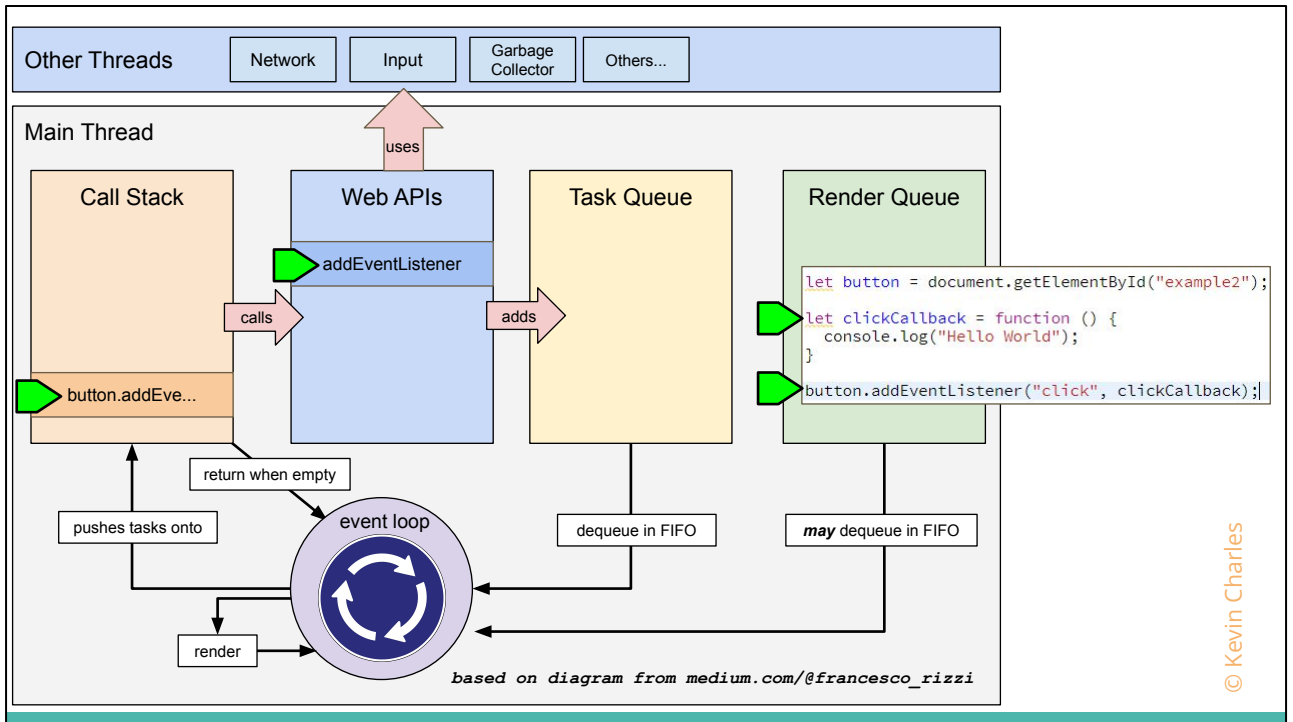 Other Threads
Network
Input
Garbage
Collector
Others...
Main Thread
uses
Call Stack
Web APIs
Task Queue
Render Queue
addEventListener
let button = document.getElementById("example2");
let clickCallback = function () {
console.log("Hello World");
}
button.addEventListener("click", clickCallback);
calls
adds
button.addEve...
return when empty
pushes tasks onto
event loop
dequeue in FIFO
may dequeue in FIFO
render
based on diagram from medium.com/@francesco_rizzi
© Kevin Charles